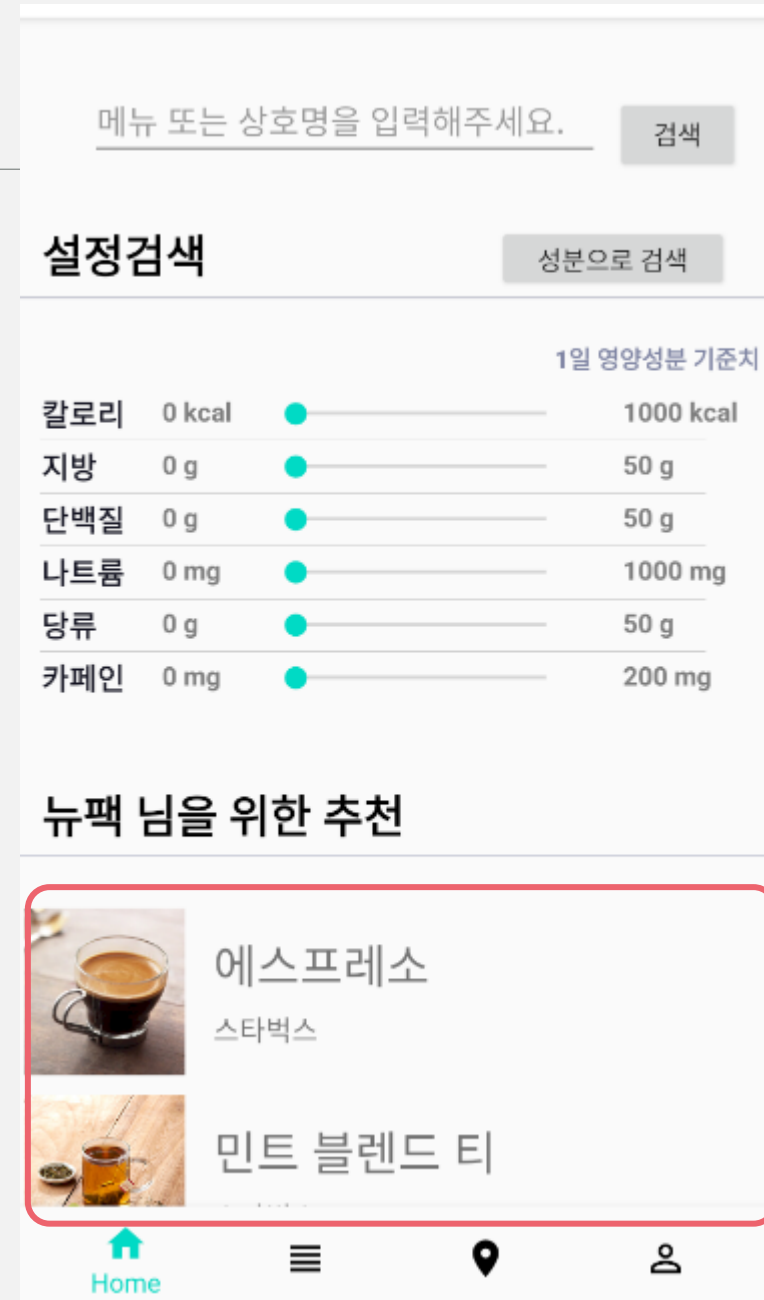 메뉴 또는 상호명을 입력해주세요. 검색
설정검색 성분으로 검색
1일 영양성분 기준치
칼로리 0 kcal 1000 kcal
지방 0 g 50 g
단백질 0 g 50 g
나트륨 0 mg 1000 mg
당류 0 g 50 g
카페인 0 mg 200 mg
뉴팩 님을 위한 추천
에스프레소
스타벅스
민트 블렌드 티
Home